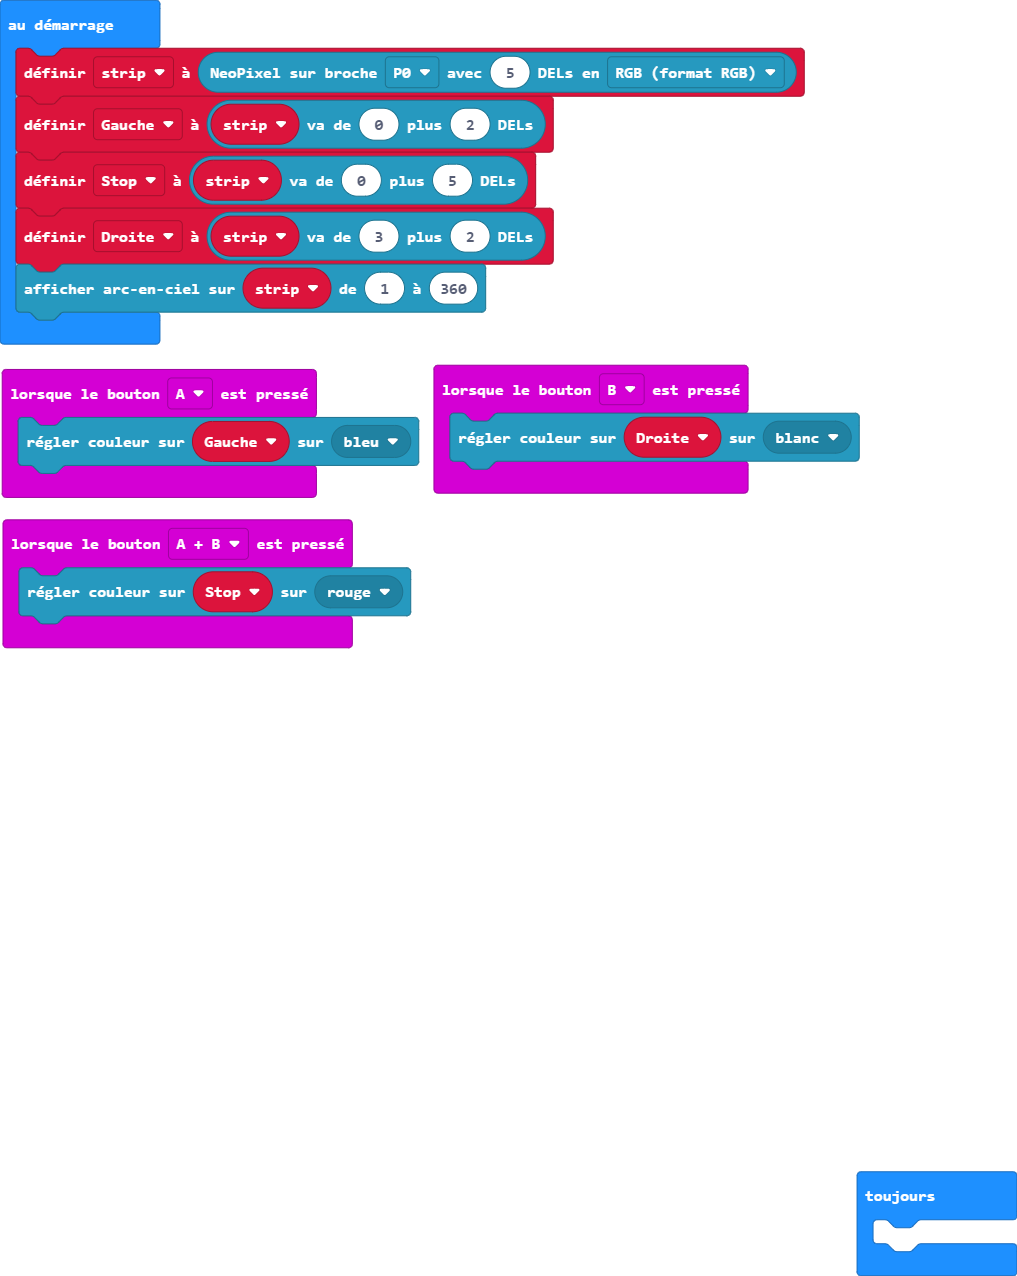 au démarrage
définir strip à NeoPixel sur broche P0 avec 5 DELs en RGB (format RGB)
définir Gauche à strip va de 0 plus 2 DELs
définir Stop à strip va de 0 plus 5 DELs
définir Droite à strip va de 3 plus 2 DELs
afficher arc-en-ciel sur strip de 1 à 360
lorsque le bouton A est pressé
régler couleur sur Gauche sur bleu
lorsque le bouton B est pressé
régler couleur sur Droite sur blanc
lorsque le bouton A + B est pressé
régler couleur sur Stop sur rouge
toujours